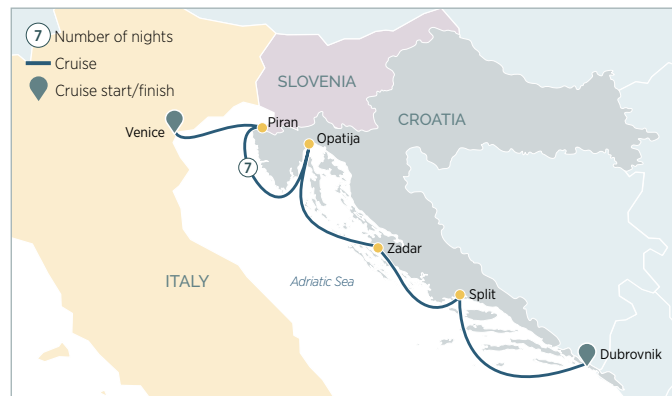 7 Number of nights
Cruise
Cruise start/finish
SLOVENIA
CROATIA
Piran
Venice
Opatija
7
Zadar
ITALY
Adriatic Sea
Split
Dubrovnik